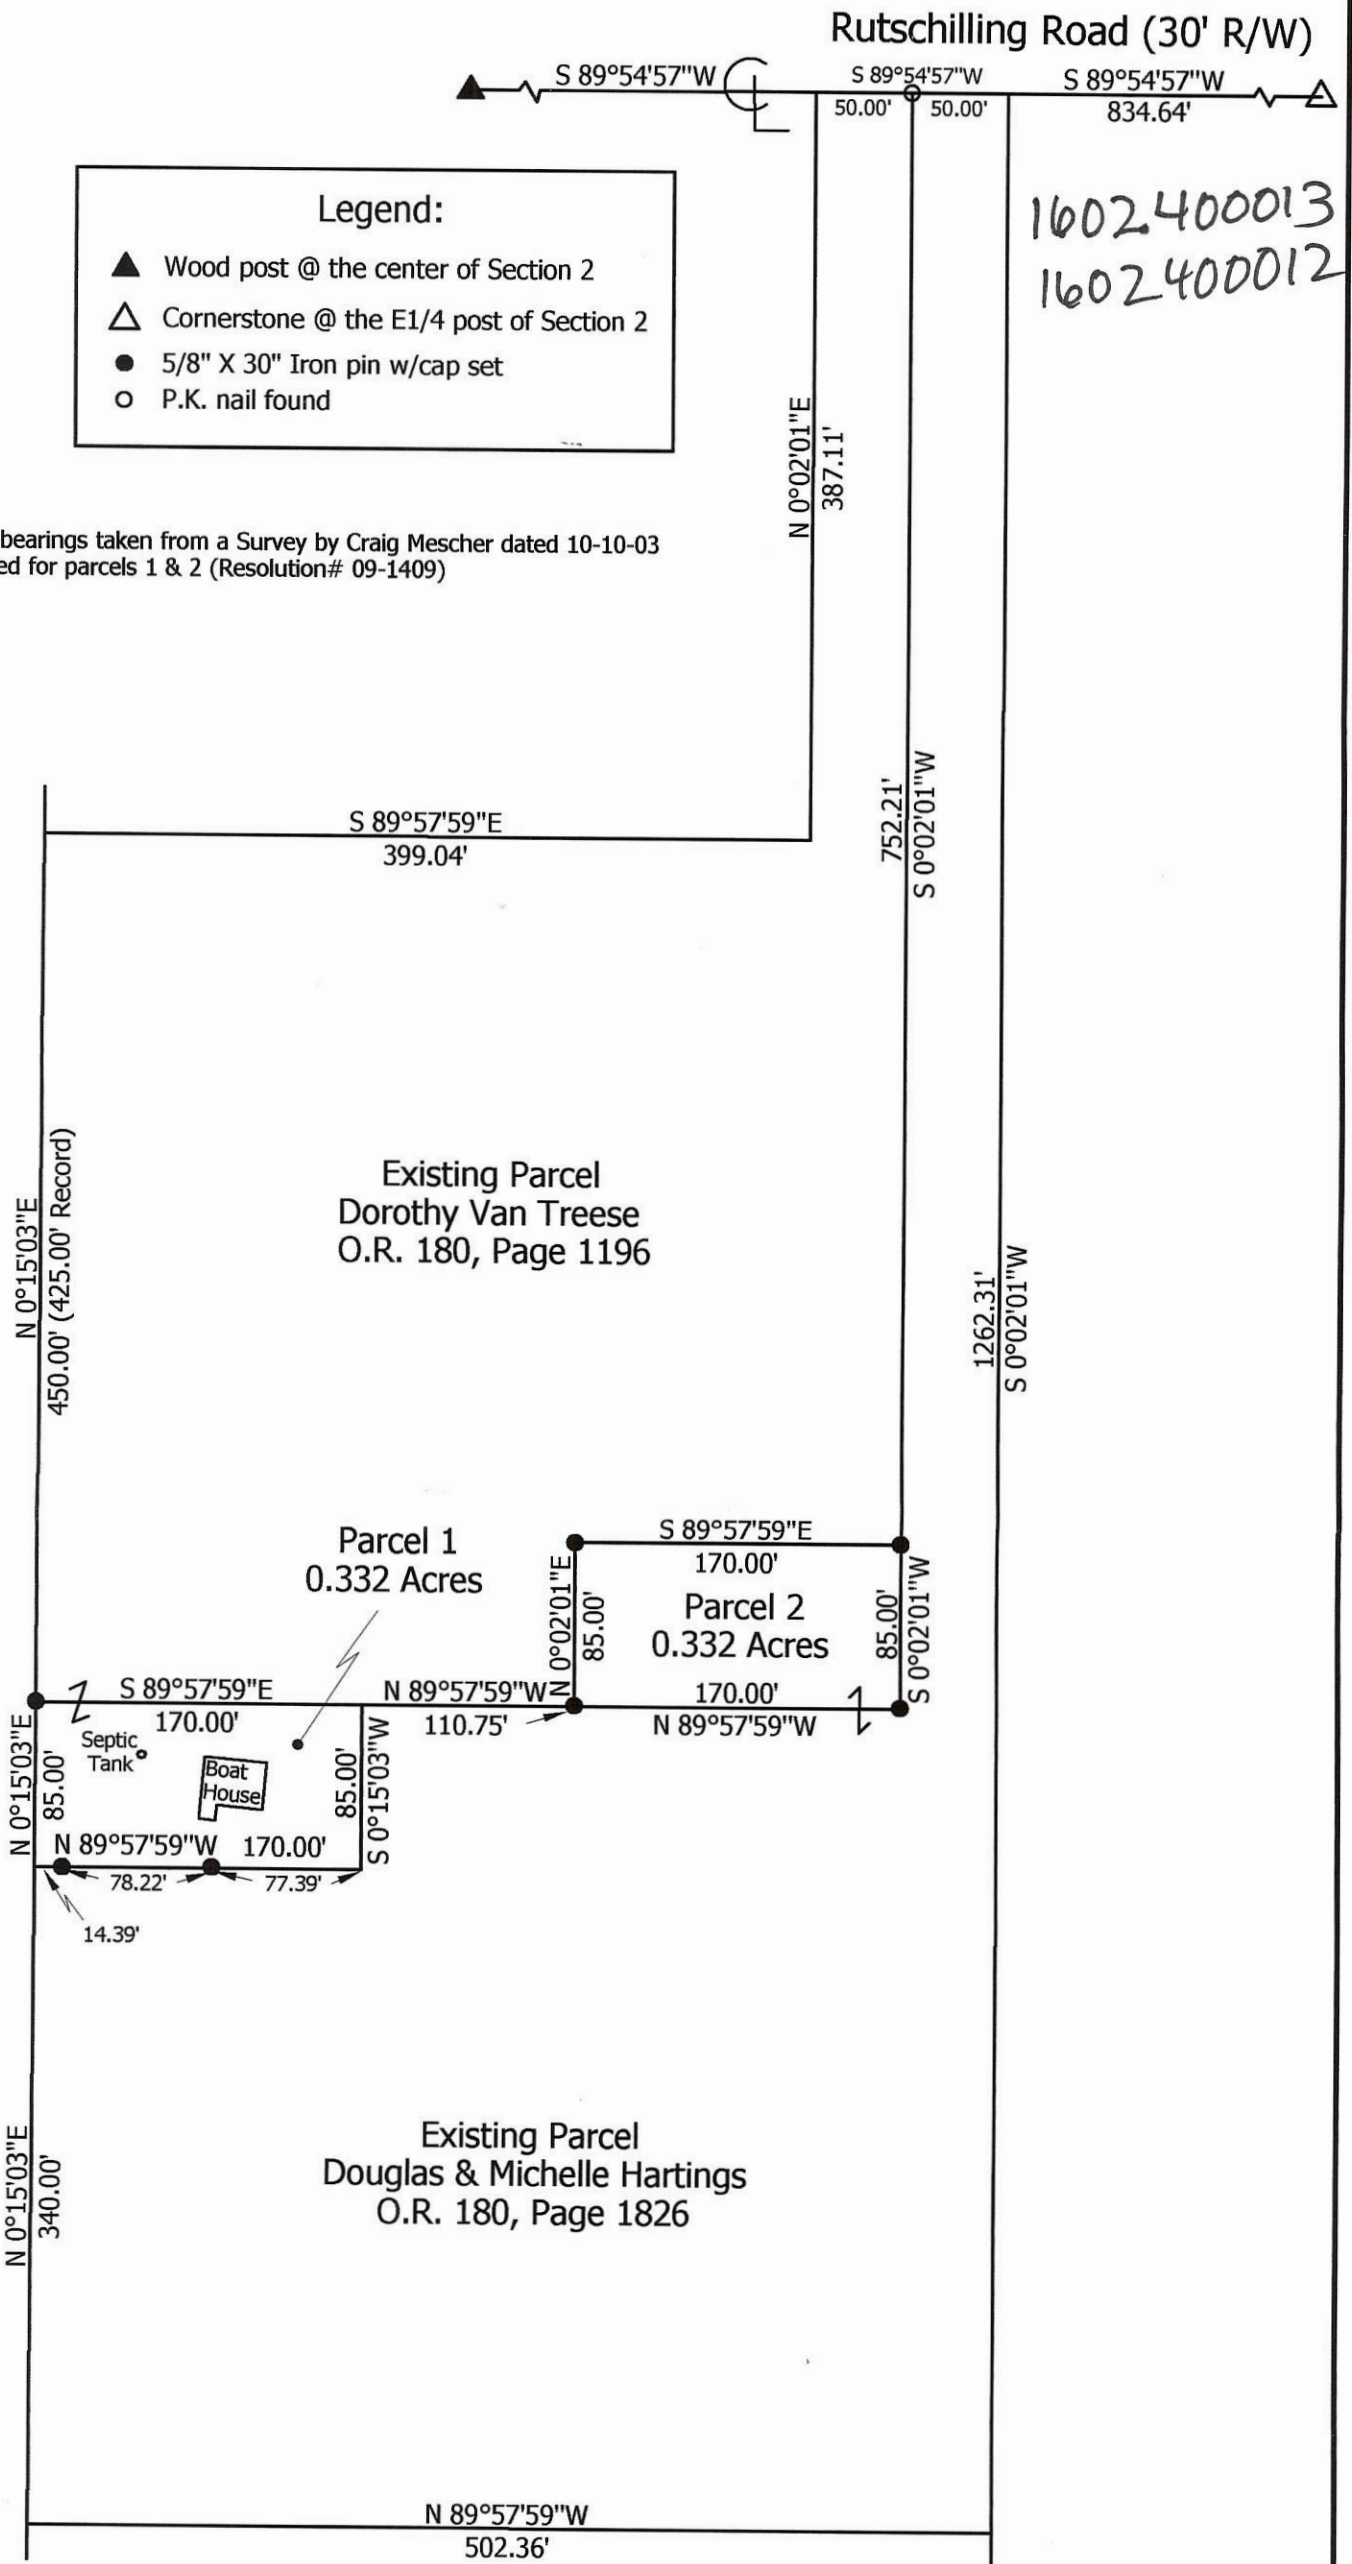 Rutschilling Road (30' R/W)
S 89°54'57"W
S 89°54'57"W
S 89°54'57"W
50.00'
50.00'
834.64'
Legend:
Wood post @ the center of Section 2
Cornerstone @ the E1/4 post of Section 2
5/8" X 30" Iron pin w/cap set
P.K. nail found
1602400013
1602400012
N 0°02'01"E
387.11'
bearings taken from a Survey by Craig Mescher dated 10-10-03
ed for parcels 1 & 2 (Resolution# 09-1409)
752.21'
S 0°02'01"W
S 89°57'59"E
399.04'
N 0°15'03"E
450.00' (425.00' Record)
Existing Parcel
Dorothy Van Treese
O.R. 180, Page 1196
1262.31'
S 0°02'01"W
Parcel 1
0.332 Acres
S 89°57'59"E
170.00'
N 0°02'01"E
85.00'
Parcel 2
0.332 Acres
85.00'
S 0°02'01"W
170.00'
N 89°57'59"W
S 89°57'59"E
170.00'
N 89°57'59"W
110.75'
N 0°15'03"E
85.00'
Septic
Tank
Boat
House
85.00'
S 0°15'03"W
N 89°57'59"W 170.00'
78.22'
77.39'
14.39'
N 0°15'03"E
340.00'
Existing Parcel
Douglas & Michelle Hartings
O.R. 180, Page 1826
N 89°57'59"W
502.36'